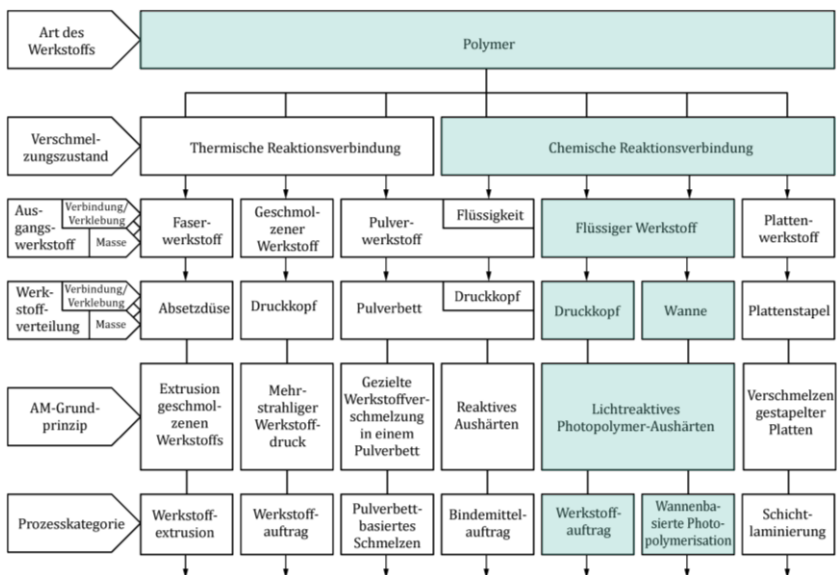 Art des
Werkstoffs
Polymer
Verschmel-
zungszustand
Thermische Reaktionsverbindung
Chemische Reaktionsverbindung
Aus-
gangs-
werkstoff
Verbindung/
Verklebung
Masse
Faser-
werkstoff
Geschmol-
zener
Werkstoff
Pulver-
werkstoff
Flüssigkeit
Flüssiger Werkstoff
Platten-
werkstoff
Werk-
stoff-
verteilung
Verbindung/
Verklebung
Masse
Absetzdüse
Druckkopf
Pulverbett
Druckkopf
Druckkopf
Wanne
Plattenstapel
AM-Grund-
prinzip
Extrusion
geschmol-
zenen
Werkstoffs
Mehr-
strahliger
Werkstoff-
druck
Gezielte
Werkstoffver-
schmelzung
in einem
Pulverbett
Reaktives
Aushärten
Lichtreaktives
Photopolymer-Aushärten
Verschmelzen
gestapelter
Platten
Prozesskategorie
Werkstoff-
extrusion
Werkstoff-
auftrag
Pulverbett-
basiertes
Schmelzen
Bindemittel-
auftrag
Werkstoff-
auftrag
Wannenba-
sierte Photo-
polymerisation
Schicht-
laminierung